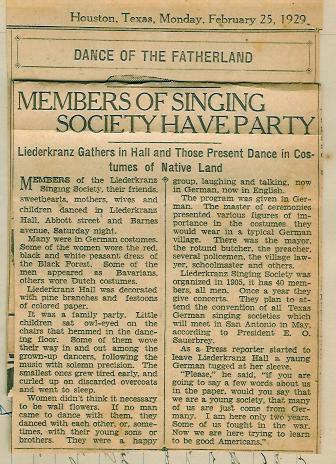 Houston, Texas, Monday, February 25, 1929.
DANCE OF THE FATHERLAND
MEMBERS OF SINGING
SOCIETY HAVE PARTY
Liederkranz Gathers in Hall and Those Present Dance in Cos-
tumes of Native Land
MEMBERS of the Liederkrans
Singing Society, their friends,
sweethearts, mothers, wives and
children danced in Liederkrans
Hall, Abbott street and Barnes
avenue, Saturday night.
Many were in German costumes.
Some of the women wore the red,
black and white peasant dress of
the Black Forest. Some of the
men appeared as Bavarians,
others wore Dutch costumes.
Liederkranz Hall was decorated
with pine branches and festoons
of colored paper.
It was a family party. Little
children sat owl-eyed on the
chairs that hemmed in the danc-
ing floor. Some of them wove
their way in and out among the
grown-up dancers, following the
music with solemn precision. The
smallest ones grew tired early, and
curled up on discarded overcoats
and went to sleep.
Women didn't think it necessary
to be wall flowers. If no man
came to dance with them, they
danced with each other, or, some-
times, with their young sons or
brothers. They were a happy
group, laughing and talking, now
in German, now in English.
The program was given in Ger-
man. The master of ceremonies
presented various figures of im-
portance in the costumes they
would wear in a typical German
village. There was the mayor,
the rotund butcher, the preacher,
several policemen, the village law-
yer, schoolmaster and others.
Liederkranz Singing Society was
organized in 1905, it has 40 mem-
bers, all men. Once a year they
give concerts. They plan to at-
tend the convention of all Texas
German singing societies which
will meet in San Antonio in May,
according to President E. O.
Sauerbrey.
As a Press reporter started to
leave Liederkranz Hall a young
German tugged at her sleeve.
"Please," he said, "if you are
going to say a few words about us
in the paper, would you say that
we are a young society, that many
of us are just come from Ger-
many. I am here only two years.
Some of us fought in the war.
Now we are here trying to learn
to be good Americans."